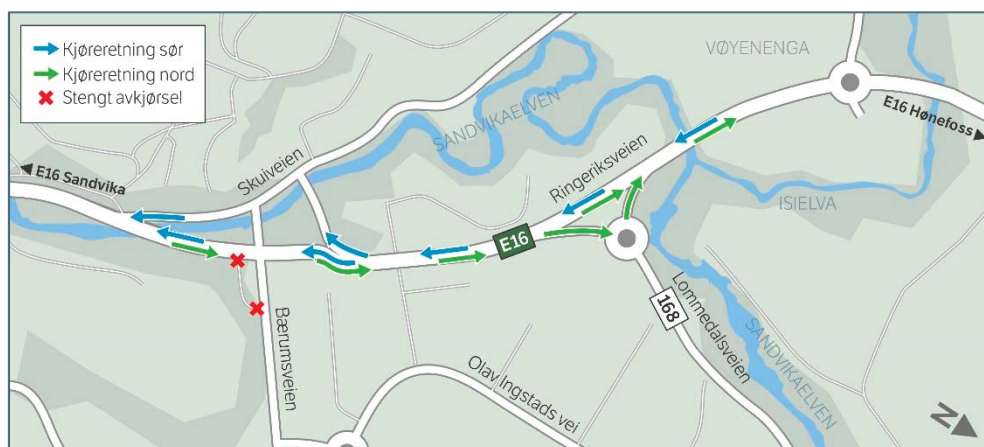 Kjøreretning sør
Kjøreretning nord
Stengt avkjørsel
VØYENENGA
E16 Hønefoss
SANDVIKAELVEN
Skuiveien
E16 Sandvika
Ringeriksveien
ISIELVA
E16
Lommedalsveien
168
SANDVIKAELVEN
Bærumsveien
Olav Ingstads vei
N